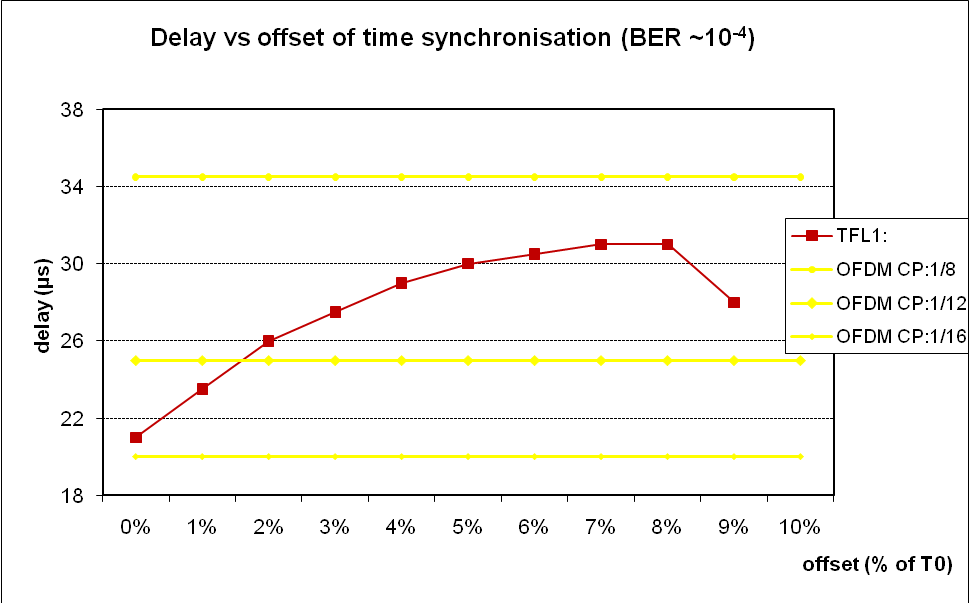 Delay vs offset of time synchronisation (BER ~10⁻⁴)
38
34
30
26
22
18
delay (µs)
0% 1% 2% 3% 4% 5% 6% 7% 8% 9% 10%
offset (% of T0)
TFL1:
OFDM CP:1/8
OFDM CP:1/12
OFDM CP:1/16